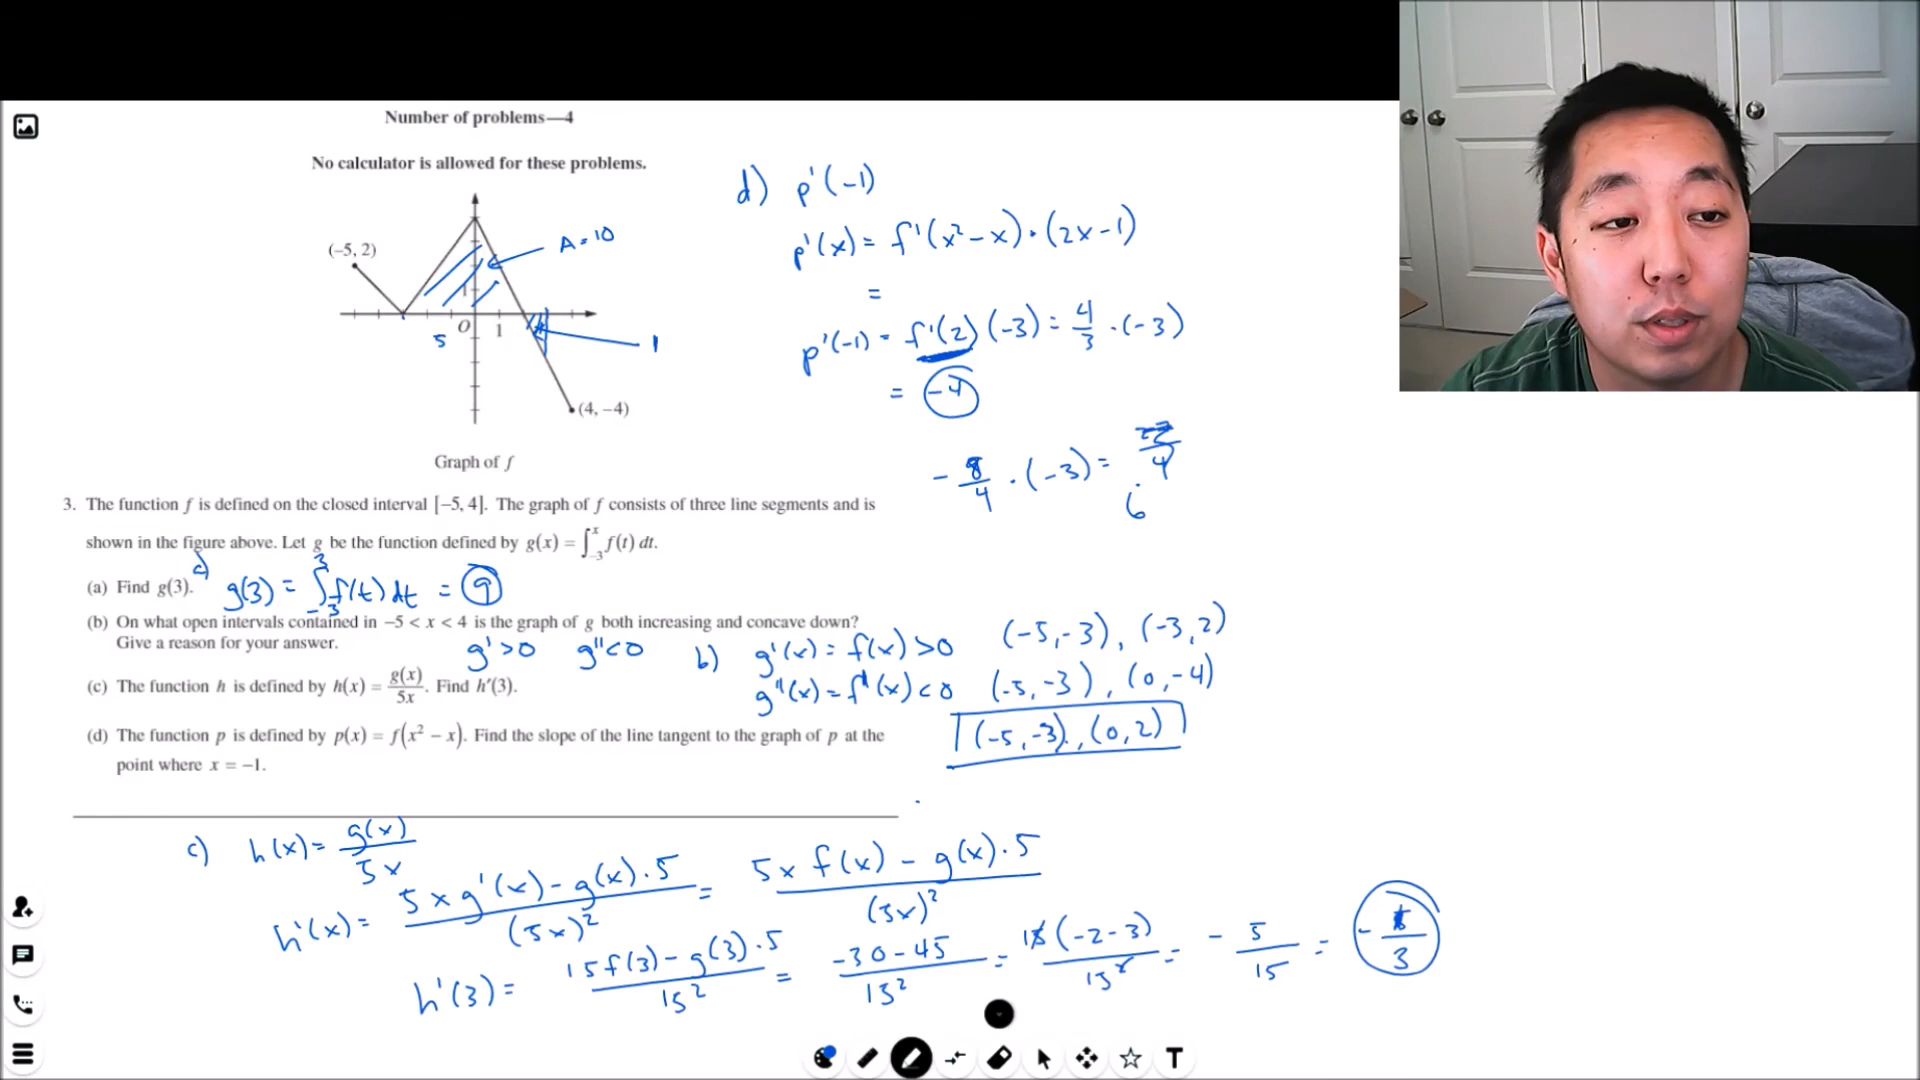 Number of problems—4
No calculator is allowed for these problems.
(−5, 2)
A = 10
O
1
5
1
(4, −4)
Graph of f
3. The function f is defined on the closed interval [−5, 4]. The graph of f consists of three line segments and is
shown in the figure above. Let g be the function defined by g(x) = ∫_{−3}^{x} f(t) dt.
(a) Find g(3).
a) g(3) = ∫_{-3}^{3} f(t) dt = 9
(b) On what open intervals contained in −5 < x < 4 is the graph of g both increasing and concave down?
Give a reason for your answer.
g' > 0 g'' < 0
(c) The function h is defined by h(x) = g(x)/5x. Find h′(3).
(d) The function p is defined by p(x) = f(x² − x). Find the slope of the line tangent to the graph of p at the
point where x = −1.
d) p'(-1)
p'(x) = f'(x² - x) · (2x - 1)
=
p'(-1) = f'(2) (-3) = 4/3 · (-3)
= -4
- 8/4 · (-3) =
6
b) g'(x) = f(x) > 0 (-5, -3), (-3, 2)
g''(x) = f'(x) < 0 (-5, -3), (0, -4)
(-5, -3), (0, 2)
c) h(x) = g(x)/5x
h'(x) = 5x g'(x) - g(x) · 5/(5x)² = 5x f(x) - g(x) · 5/(5x)²
h'(3) = 15 f(3) - g(3) · 5/15² = -30 - 45/15² = 15(-2 - 3)/15² = - 5/15 =
T